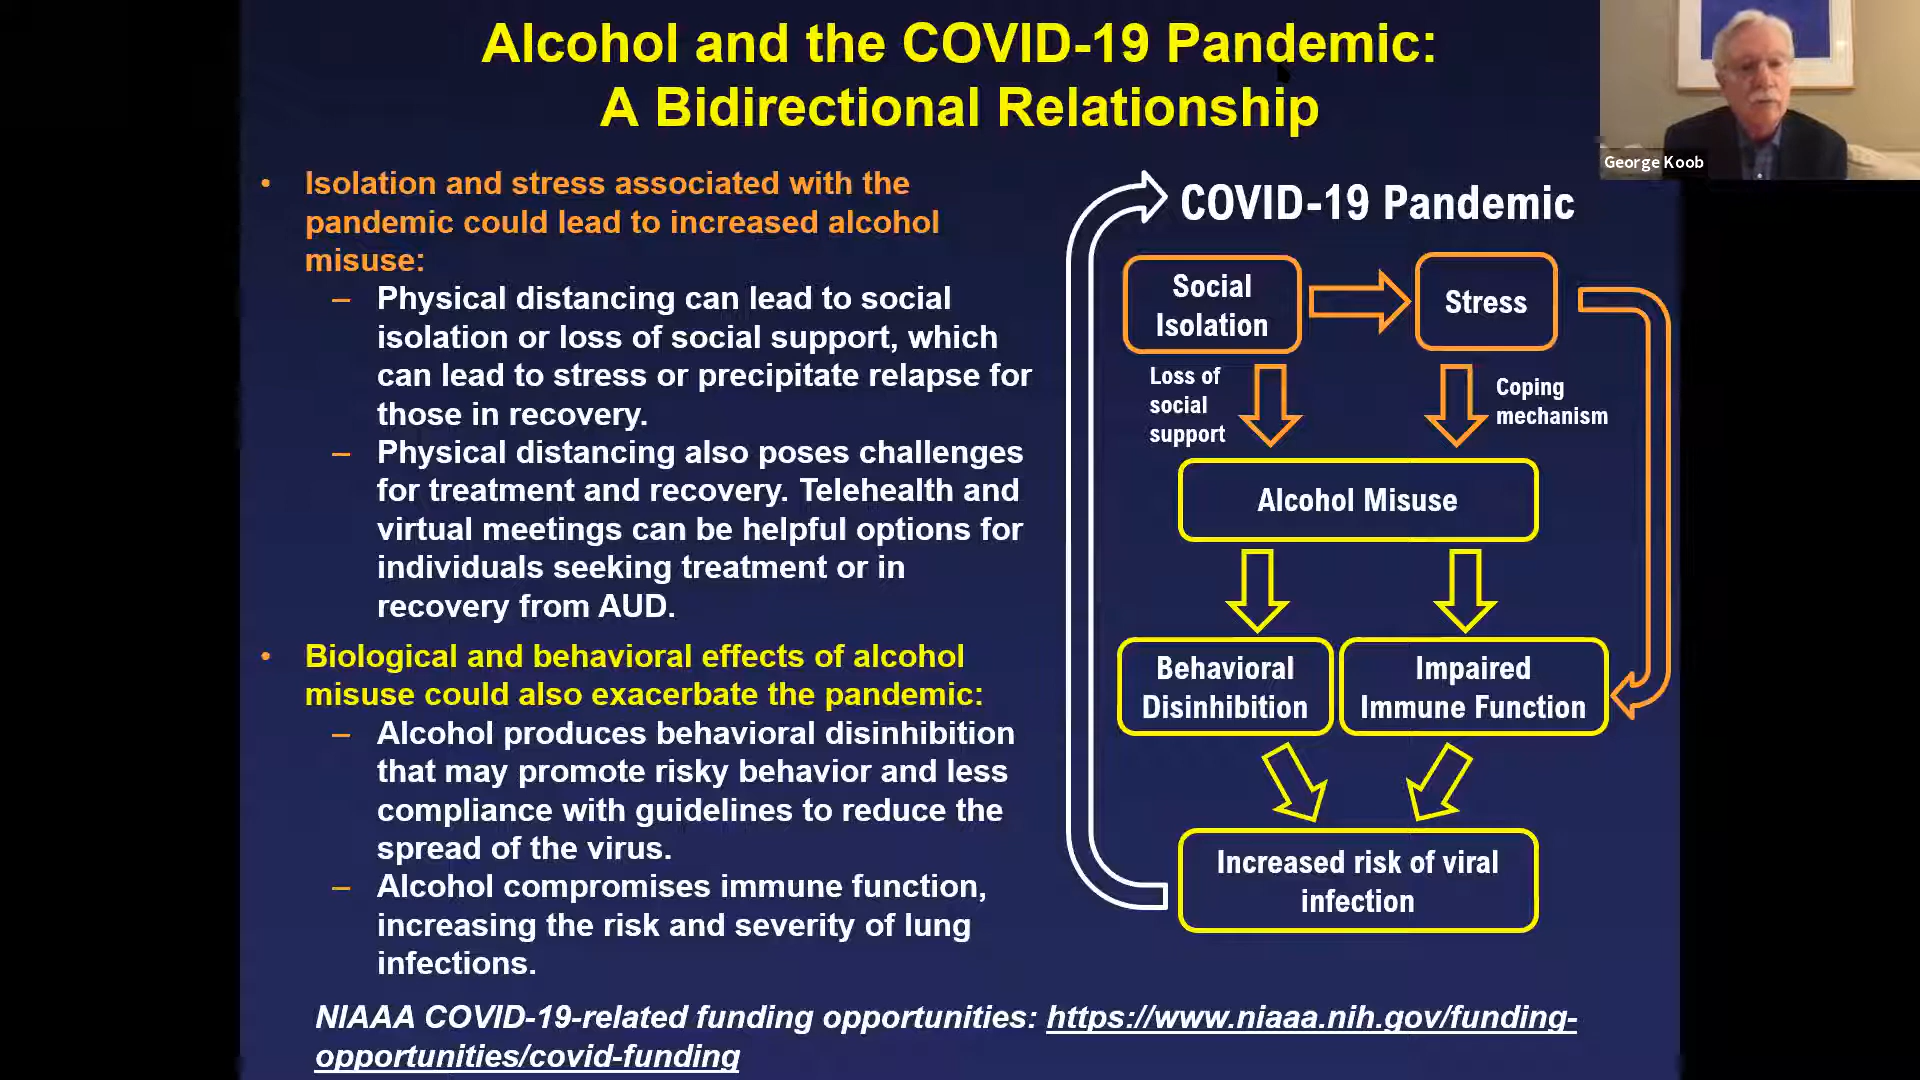 Alcohol and the COVID-19 Pandemic:
A Bidirectional Relationship
George Koob
• Isolation and stress associated with the
pandemic could lead to increased alcohol
misuse:
– Physical distancing can lead to social
isolation or loss of social support, which
can lead to stress or precipitate relapse for
those in recovery.
– Physical distancing also poses challenges
for treatment and recovery. Telehealth and
virtual meetings can be helpful options for
individuals seeking treatment or in
recovery from AUD.
• Biological and behavioral effects of alcohol
misuse could also exacerbate the pandemic:
– Alcohol produces behavioral disinhibition
that may promote risky behavior and less
compliance with guidelines to reduce the
spread of the virus.
– Alcohol compromises immune function,
increasing the risk and severity of lung
infections.
COVID-19 Pandemic
Social
Isolation
Stress
Loss of
social
support
Coping
mechanism
Alcohol Misuse
Behavioral
Disinhibition
Impaired
Immune Function
Increased risk of viral
infection
NIAAA COVID-19-related funding opportunities: https://www.niaaa.nih.gov/funding-
opportunities/covid-funding